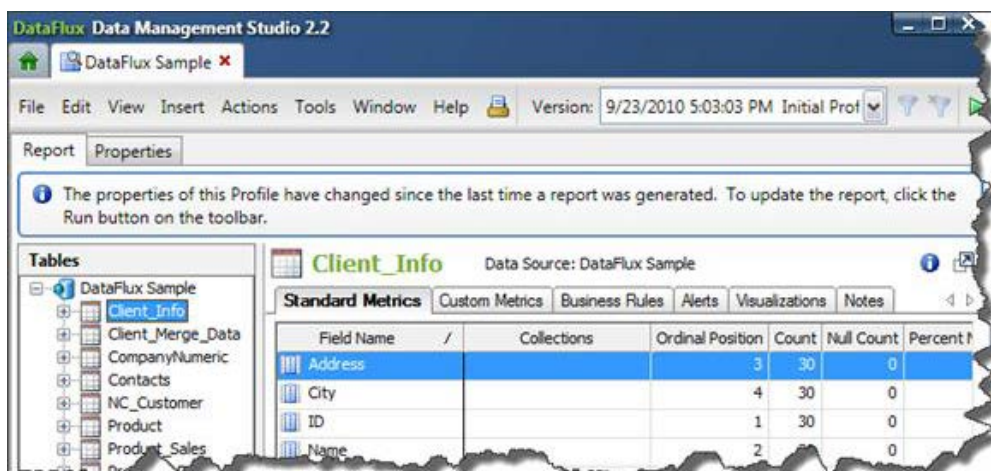 DataFlux Data Management Studio 2.2
DataFlux Sample
File Edit View Insert Actions Tools Window Help Version: 9/23/2010 5:03:03 PM Initial Prof
Report Properties
The properties of this Profile have changed since the last time a report was generated. To update the report, click the
Run button on the toolbar.
Tables
DataFlux Sample
Client_Info
Client_Merge_Data
CompanyNumeric
Contacts
NC_Customer
Product
Product_Sales
Client_Info Data Source: DataFlux Sample
Standard Metrics Custom Metrics Business Rules Alerts Visualizations Notes
Field Name / Collections Ordinal Position Count Null Count Percent
Address 3 30 0
City 4 30 0
ID 1 30 0
Name 2 0